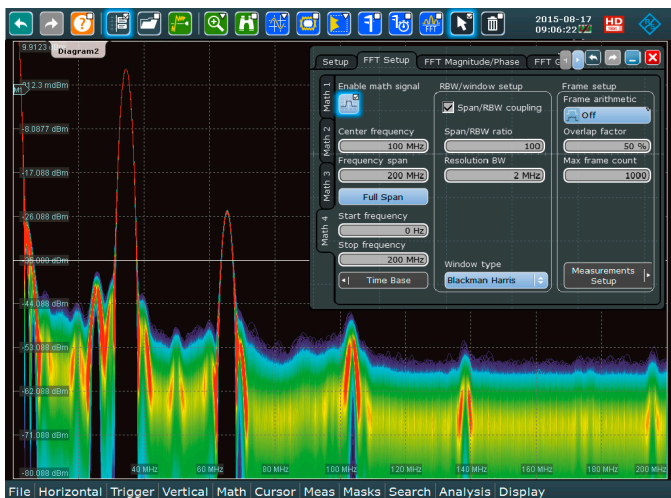 2015-08-17
HD
09:06:22
9.9123
Diagram2
912.3 mdBm
M1
-8.0877 dBm
-17.088 dBm
-26.088 dBm
-35.088 dBm
-44.088 dBm
-53.088 dBm
-62.088 dBm
-71.088 dBm
-80.088 dBm
Setup
FFT Setup
FFT Magnitude/Phase
FFT G
Math 1
Math 2
Math 3
Math 4
Enable math signal
RBW/window setup
Frame setup
Span/RBW coupling
Frame arithmetic
Off
Center frequency
100 MHz
Span/RBW ratio
100
Overlap factor
50 %
Frequency span
200 MHz
Resolution BW
2 MHz
Max frame count
1000
Full Span
Start frequency
0 Hz
Stop frequency
200 MHz
Time Base
Window type
Blackman Harris
Measurements
Setup
40 MHz
60 MHz
80 MHz
100 MHz
120 MHz
140 MHz
160 MHz
180 MHz
200 MHz
File Horizontal Trigger Vertical Math Cursor Meas Masks Search Analysis Display